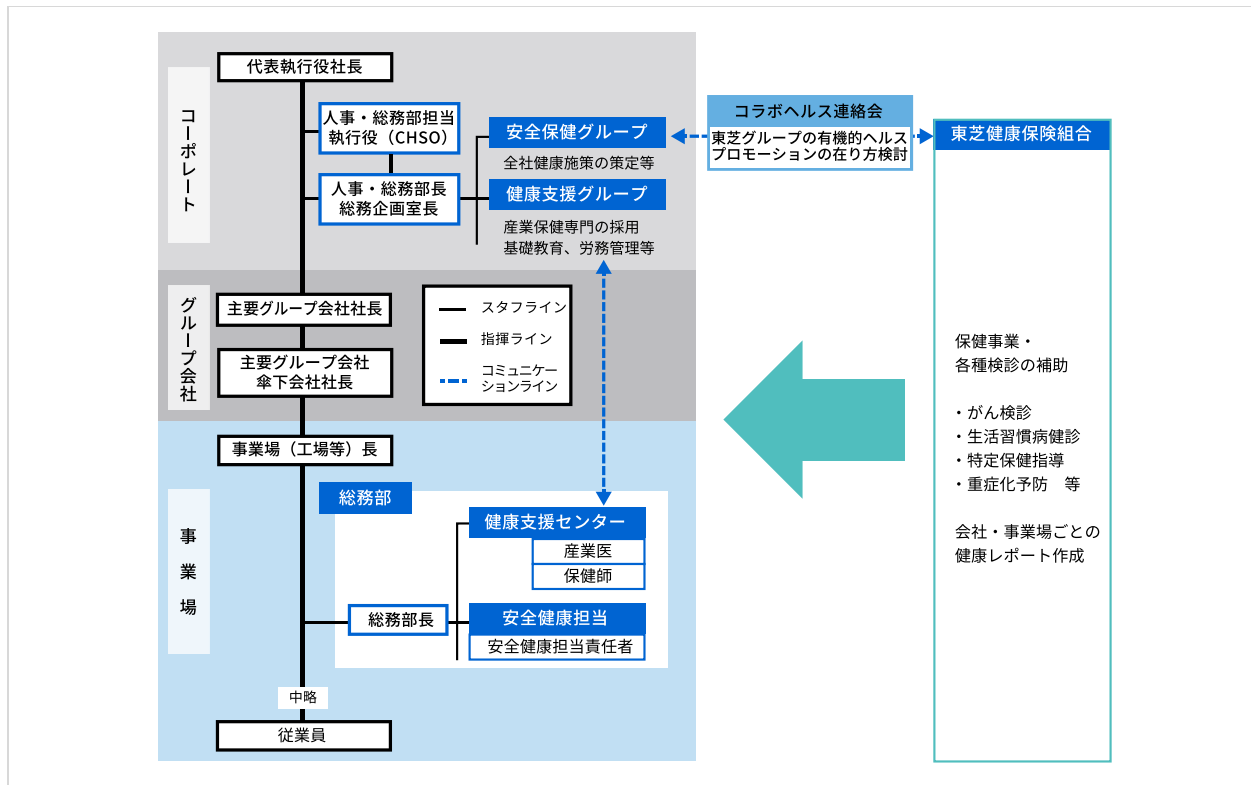 コーポレート
代表執行役社長
人事・総務部担当
執行役（CHSO）
人事・総務部長
総務企画室長
安全保健グループ
全社健康施策の策定等
健康支援グループ
産業保健専門の採用
基礎教育、労務管理等
コラボヘルス連絡会
東芝グループの有機的ヘルス
プロモーションの在り方検討
東芝健康保険組合
保健事業・
各種検診の補助
・がん検診
・生活習慣病健診
・特定保健指導
・重症化予防　等
会社・事業場ごとの
健康レポート作成
グループ会社
主要グループ会社社長
主要グループ会社
傘下会社社長
スタフライン
指揮ライン
コミュニケー
ションライン
事業場
事業場（工場等）長
総務部
健康支援センター
産業医
保健師
総務部長
安全健康担当
安全健康担当責任者
中略
従業員